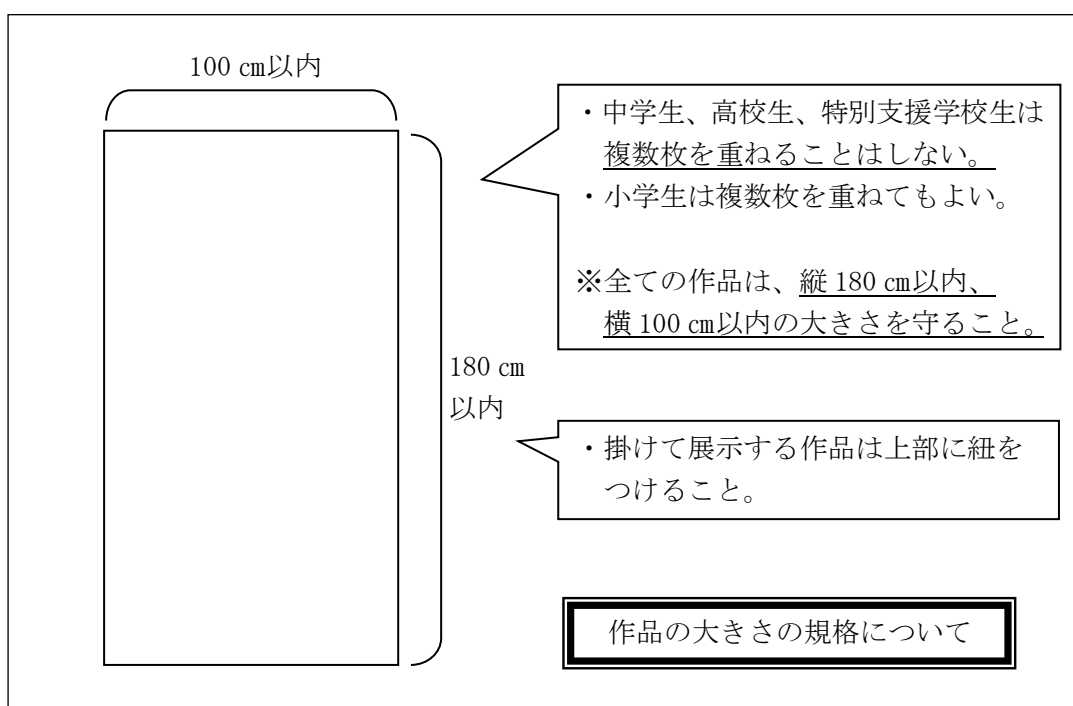 100 ㎝以内
・中学生、高校生、特別支援学校生は
複数枚を重ねることはしない。
・小学生は複数枚を重ねてもよい。
※全ての作品は、縦 180 ㎝以内、
横 100 ㎝以内の大きさを守ること。
180 ㎝
以内
・掛けて展示する作品は上部に紐を
つけること。
作品の大きさの規格について